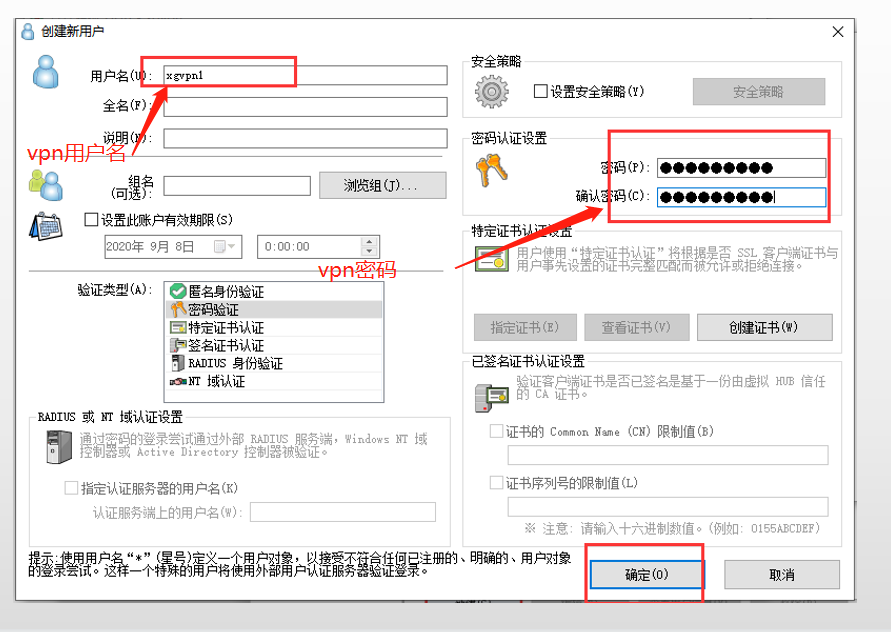 创建新用户
用户名(U): xgvpn1
全名(F):
说明(N):
vpn用户名
组名
(可选):
浏览组(J)...
设置此账户有效期限(S)
2020年 9月 8日
0:00:00
vpn密码
验证类型(A):
匿名身份验证
密码验证
特定证书认证
签名证书认证
RADIUS 身份验证
NT 域认证
RADIUS 或 NT 域认证设置
通过密码的登录尝试通过外部 RADIUS 服务端，Windows NT 域
控制器或 Active Directory 控制器被验证。
指定认证服务器的用户名(K)
认证服务端上的用户名(W):
提示:使用用户名“*”(星号)定义一个用户对象，以接受不符合任何已注册的、明确的、用户对象
的登录尝试。这样一个特殊的用户将使用外部用户认证服务器验证登录。
安全策略
设置安全策略(Y)
安全策略
密码认证设置
密码(P): ●●●●●●●●●
确认密码(C): ●●●●●●●●●
特定证书认证设置
用户使用“特定证书认证”将根据是否 SSL 客户端证书与
用户事先设置的证书完整匹配而被允许或拒绝连接。
指定证书(E)
查看证书(V)
创建证书(W)
已签名证书认证设置
验证客户端证书是否已签名是基于一份由虚拟 HUB 信任
的 CA 证书。
证书的 Common Name (CN) 限制值(B)
证书序列号的限制值(L)
※ 注意: 请输入十六进制数值。(例如: 0155ABCDEF)
确定(O)
取消